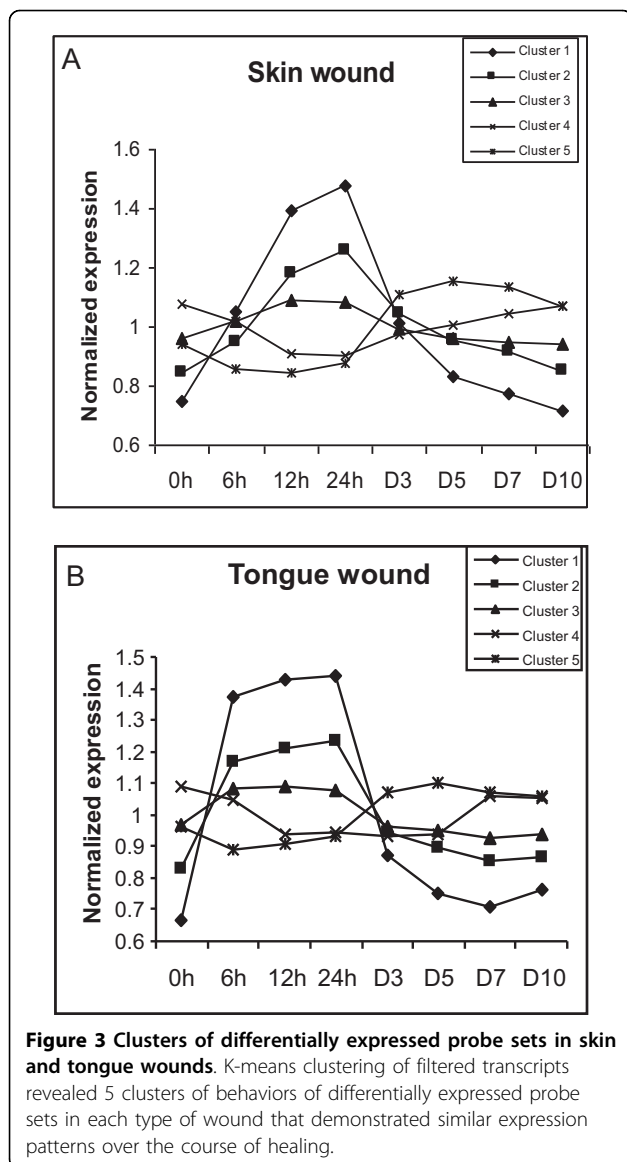 A
Skin wound
Cluster 1
Cluster 2
Cluster 3
Cluster 4
Cluster 5
Normalized expression
1.6
1.4
1.2
1
0.8
0.6
0h 6h 12h 24h D3 D5 D7 D10
B
Tongue wound
Cluster 1
Cluster 2
Cluster 3
Cluster 4
Cluster 5
Normalized expression
1.5
1.4
1.3
1.2
1.1
1
0.9
0.8
0.7
0.6
0h 6h 12h 24h D3 D5 D7 D10
Figure 3 Clusters of differentially expressed probe sets in skin
and tongue wounds. K-means clustering of filtered transcripts
revealed 5 clusters of behaviors of differentially expressed probe
sets in each type of wound that demonstrated similar expression
patterns over the course of healing.